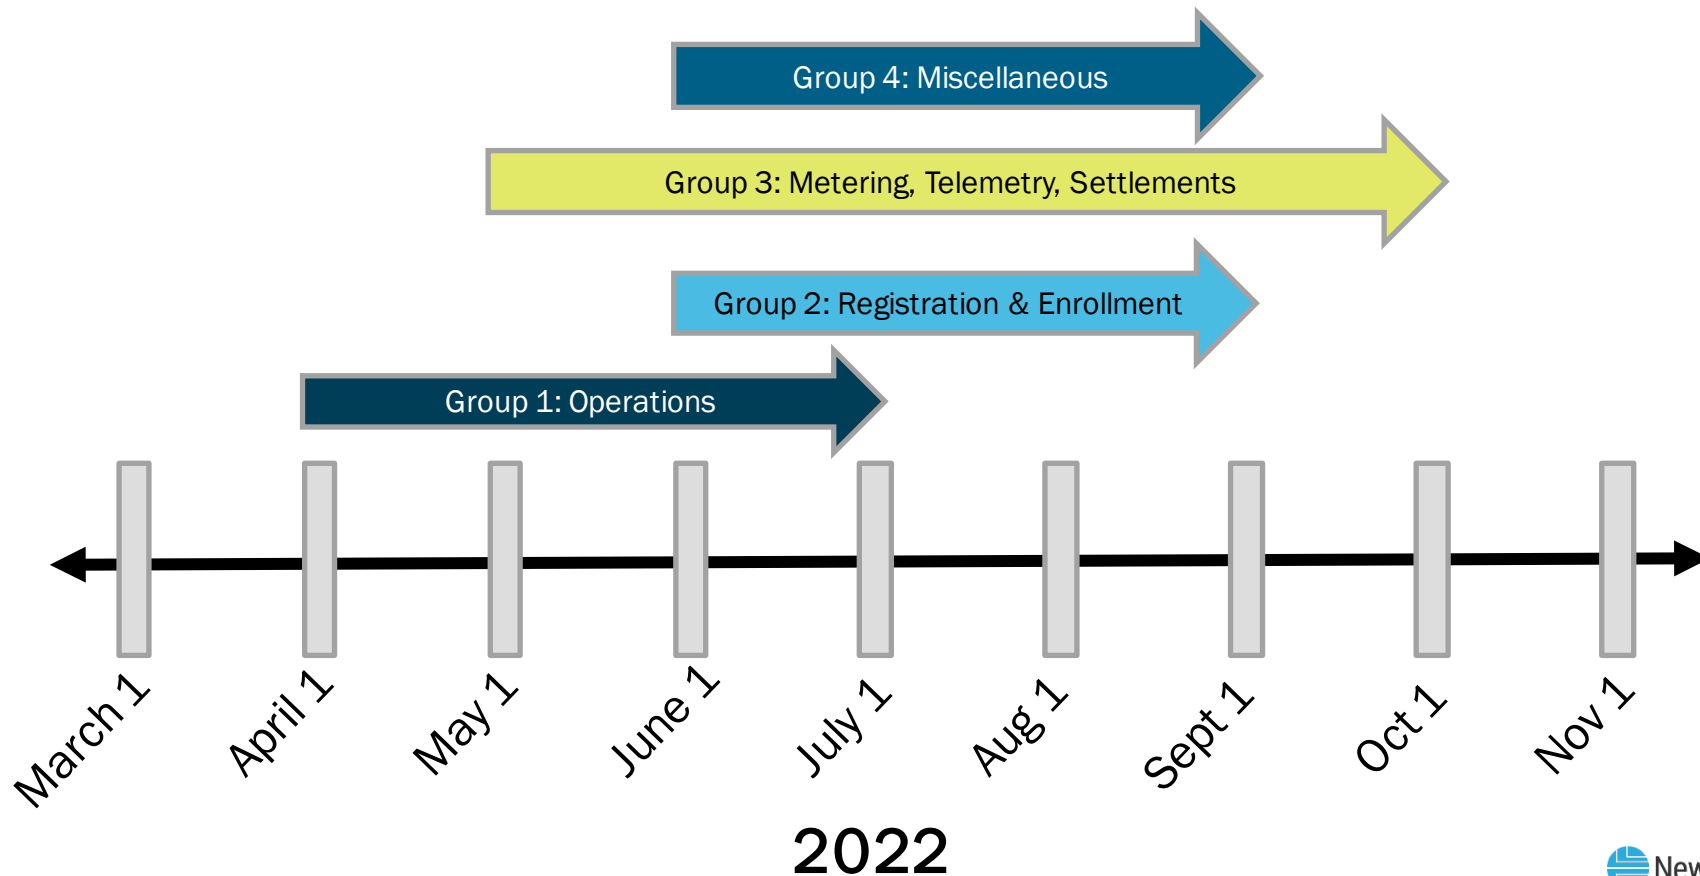 Group 4: Miscellaneous
Group 3: Metering, Telemetry, Settlements
Group 2: Registration & Enrollment
Group 1: Operations
March 1
April 1
May 1
June 1
July 1
Aug 1
Sept 1
Oct 1
Nov 1
2022
New